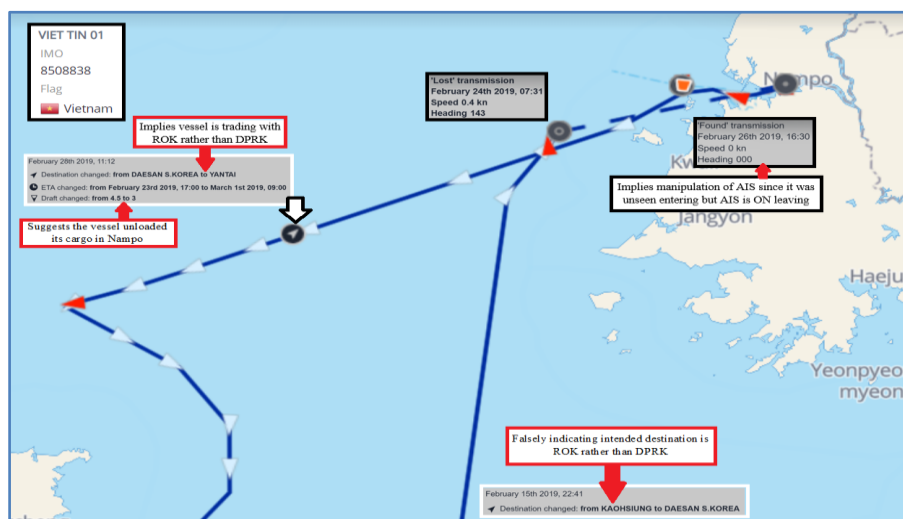 VIET TIN 01
IMO
8508838
Flag
Vietnam
Implies vessel is trading with
ROK rather than DPRK
February 28th 2019, 11:12
Destination changed: from DAESAN S.KOREA to YANTAI
ETA changed: from February 23rd 2019, 17:00 to March 1st 2019, 09:00
Draft changed: from 4.5 to 3
Suggests the vessel unloaded
its cargo in Nampo
'Lost' transmission
February 24th 2019, 07:31
Speed 0.4 kn
Heading 143
Nampo
'Found' transmission
February 26th 2019, 16:30
Speed 0 kn
Heading 000
Implies manipulation of AIS since it was
unseen entering but AIS is ON leaving
Jangyon
Haeju
Yeonpyeo
myeon
Falsely indicating intended destination is
ROK rather than DPRK
February 15th 2019, 22:41
Destination changed: from KAOHSIUNG to DAESAN S.KOREA